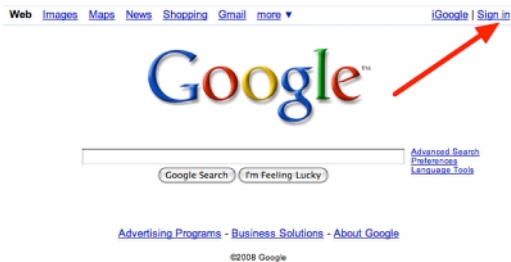 Web Images Maps News Shopping Gmail more ▼ iGoogle | Sign in
Google™
Advanced Search
Preferences
Language Tools
Google Search I'm Feeling Lucky
Advertising Programs - Business Solutions - About Google
©2008 Google